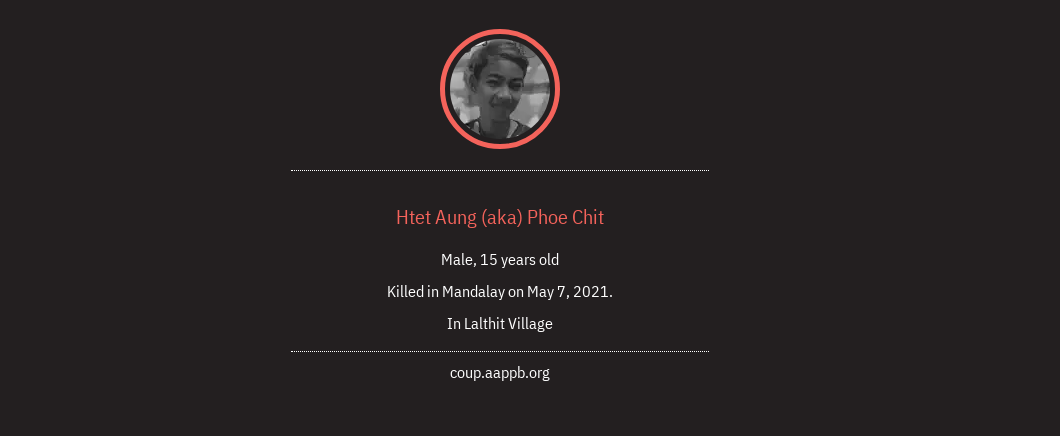 Htet Aung (aka) Phoe Chit
Male, 15 years old
Killed in Mandalay on May 7, 2021.
In Lalthit Village
coup.aappb.org